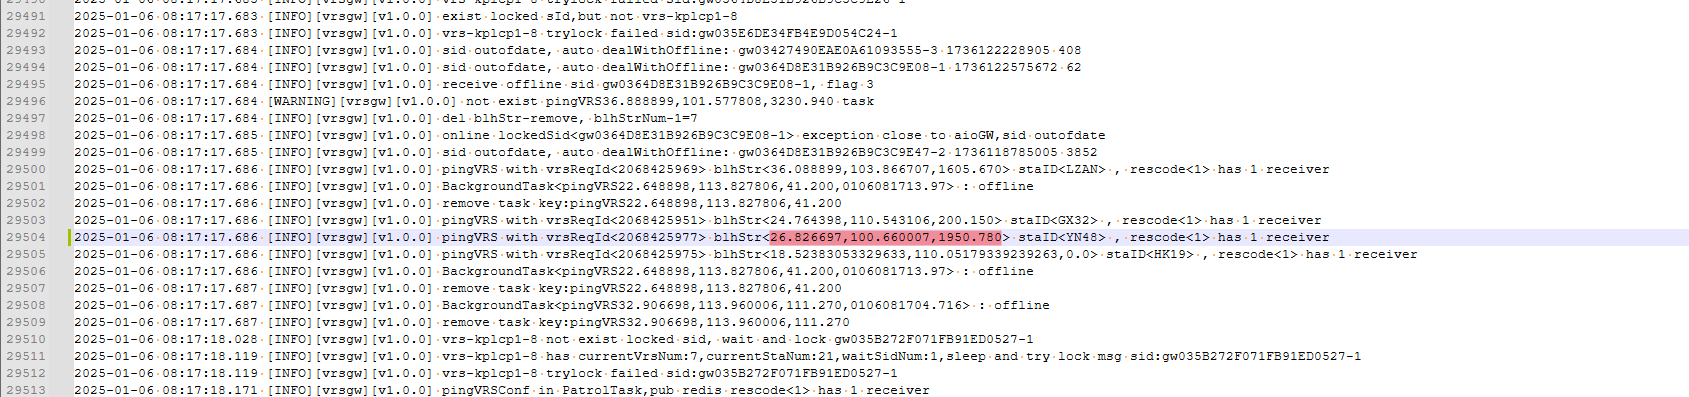 29491 2025-01-06 08:17:17.683 [INFO][vrsgw][v1.0.0] exist locked sId,but not vrs-kplcp1-8
29492 2025-01-06 08:17:17.683 [INFO][vrsgw][v1.0.0] vrs-kplcp1-8 trylock failed sid:gw035E6DE34FB4E9D054C24-1
29493 2025-01-06 08:17:17.684 [INFO][vrsgw][v1.0.0] sid outofdate, auto dealWithOffline: gw03427490EAE0A61093555-3 1736122228905 408
29494 2025-01-06 08:17:17.684 [INFO][vrsgw][v1.0.0] sid outofdate, auto dealWithOffline: gw0364D8E31B926B9C3C9E08-1 1736122575672 62
29495 2025-01-06 08:17:17.684 [INFO][vrsgw][v1.0.0] receive offline sid gw0364D8E31B926B9C3C9E08-1, flag 3
29496 2025-01-06 08:17:17.684 [WARNING][vrsgw][v1.0.0] not exist pingVRS36.888899,101.577808,3230.940 task
29497 2025-01-06 08:17:17.684 [INFO][vrsgw][v1.0.0] del blhStr-remove, blhStrNum-1=7
29498 2025-01-06 08:17:17.685 [INFO][vrsgw][v1.0.0] online lockedSid<gw0364D8E31B926B9C3C9E08-1> exception close to aioGW,sid outofdate
29499 2025-01-06 08:17:17.685 [INFO][vrsgw][v1.0.0] sid outofdate, auto dealWithOffline: gw0364D8E31B926B9C3C9E47-2 1736118785005 3852
29500 2025-01-06 08:17:17.686 [INFO][vrsgw][v1.0.0] pingVRS with vrsReqId<2068425969> blhStr<36.088899,103.866707,1605.670> staID<LZAN> , rescode<1> has 1 receiver
29501 2025-01-06 08:17:17.686 [INFO][vrsgw][v1.0.0] BackgroundTask<pingVRS22.648898,113.827806,41.200,0106081713.97> : offline
29502 2025-01-06 08:17:17.686 [INFO][vrsgw][v1.0.0] remove task key:pingVRS22.648898,113.827806,41.200
29503 2025-01-06 08:17:17.686 [INFO][vrsgw][v1.0.0] pingVRS with vrsReqId<2068425951> blhStr<24.764398,110.543106,200.150> staID<GX32> , rescode<1> has 1 receiver
29504 2025-01-06 08:17:17.686 [INFO][vrsgw][v1.0.0] pingVRS with vrsReqId<2068425977> blhStr<26.826697,100.660007,1950.780> staID<YN48> , rescode<1> has 1 receiver
29505 2025-01-06 08:17:17.686 [INFO][vrsgw][v1.0.0] pingVRS with vrsReqId<2068425975> blhStr<18.52383053329633,110.05179339239263,0.0> staID<HK19> , rescode<1> has 1 receiver
29506 2025-01-06 08:17:17.686 [INFO][vrsgw][v1.0.0] BackgroundTask<pingVRS22.648898,113.827806,41.200,0106081713.97> : offline
29507 2025-01-06 08:17:17.687 [INFO][vrsgw][v1.0.0] remove task key:pingVRS22.648898,113.827806,41.200
29508 2025-01-06 08:17:17.687 [INFO][vrsgw][v1.0.0] BackgroundTask<pingVRS32.906698,113.960006,111.270,0106081704.716> : offline
29509 2025-01-06 08:17:17.687 [INFO][vrsgw][v1.0.0] remove task key:pingVRS32.906698,113.960006,111.270
29510 2025-01-06 08:17:18.028 [INFO][vrsgw][v1.0.0] vrs-kplcp1-8 not exist locked sid, wait and lock gw035B272F071FB91ED0527-1
29511 2025-01-06 08:17:18.119 [INFO][vrsgw][v1.0.0] vrs-kplcp1-8 has currentVrsNum:7,currentStaNum:21,waitSidNum:1,sleep and try lock msg sid:gw035B272F071FB91ED0527-1
29512 2025-01-06 08:17:18.119 [INFO][vrsgw][v1.0.0] vrs-kplcp1-8 trylock failed sid:gw035B272F071FB91ED0527-1
29513 2025-01-06 08:17:18.171 [INFO][vrsgw][v1.0.0] pingVRSConf in PatrolTask,pub redis rescode<1> has 1 receiver